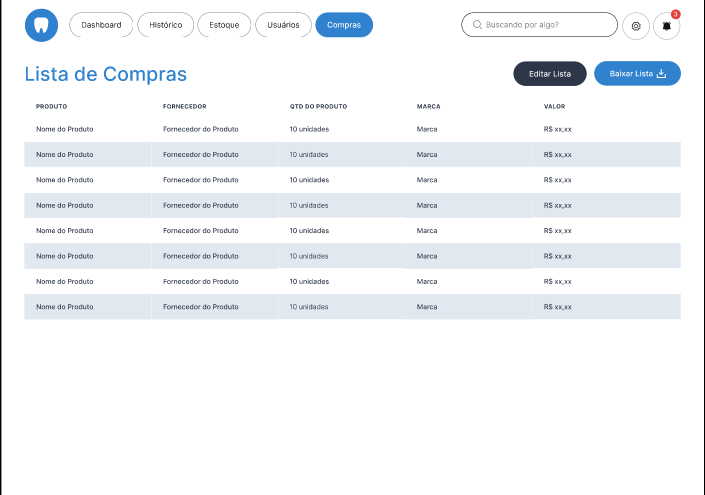 Dashboard Histórico Estoque Usuários Compras Buscando por algo? 3
Lista de Compras Editar Lista Baixar Lista
PRODUTO FORNECEDOR QTD DO PRODUTO MARCA VALOR
Nome do Produto Fornecedor do Produto 10 unidades Marca R$ xx,xx
Nome do Produto Fornecedor do Produto 10 unidades Marca R$ xx,xx
Nome do Produto Fornecedor do Produto 10 unidades Marca R$ xx,xx
Nome do Produto Fornecedor do Produto 10 unidades Marca R$ xx,xx
Nome do Produto Fornecedor do Produto 10 unidades Marca R$ xx,xx
Nome do Produto Fornecedor do Produto 10 unidades Marca R$ xx,xx
Nome do Produto Fornecedor do Produto 10 unidades Marca R$ xx,xx
Nome do Produto Fornecedor do Produto 10 unidades Marca R$ xx,xx